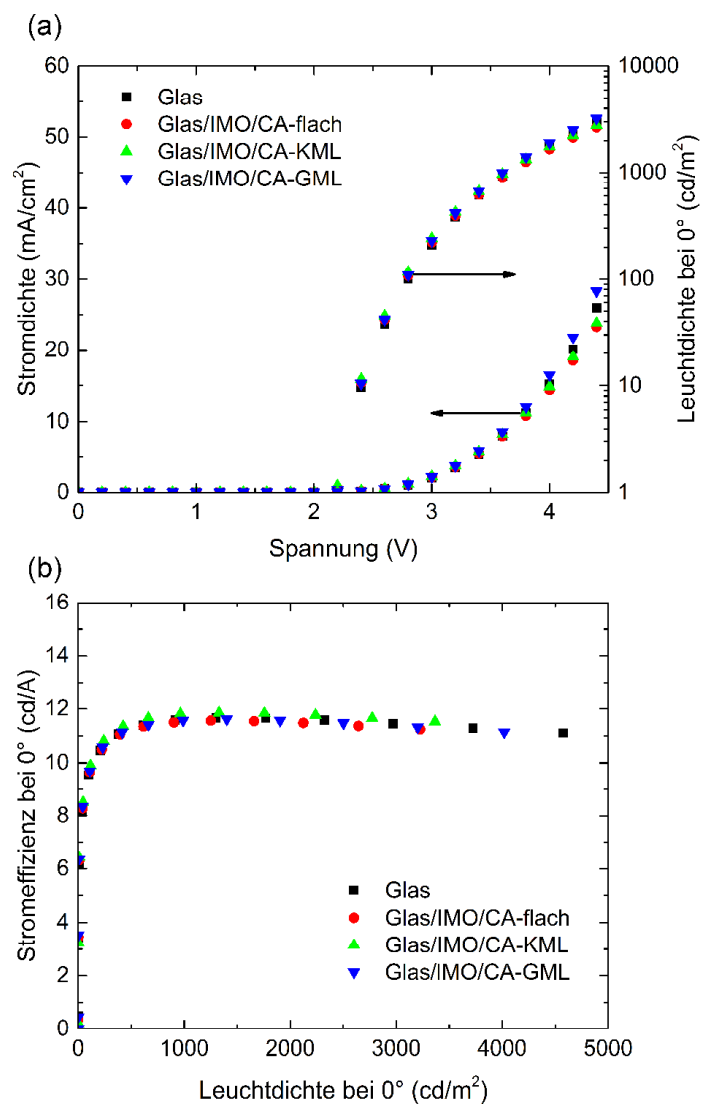 (a)
60
50
40
30
20
10
0
Stromdichte (mA/cm²)
Glas
Glas/IMO/CA-flach
Glas/IMO/CA-KML
Glas/IMO/CA-GML
10000
1000
100
10
1
Leuchtdichte bei 0° (cd/m²)
0 1 2 3 4
Spannung (V)
(b)
16
14
12
10
8
6
4
2
0
Stromeffizienz bei 0° (cd/A)
Glas
Glas/IMO/CA-flach
Glas/IMO/CA-KML
Glas/IMO/CA-GML
0 1000 2000 3000 4000 5000
Leuchtdichte bei 0° (cd/m²)